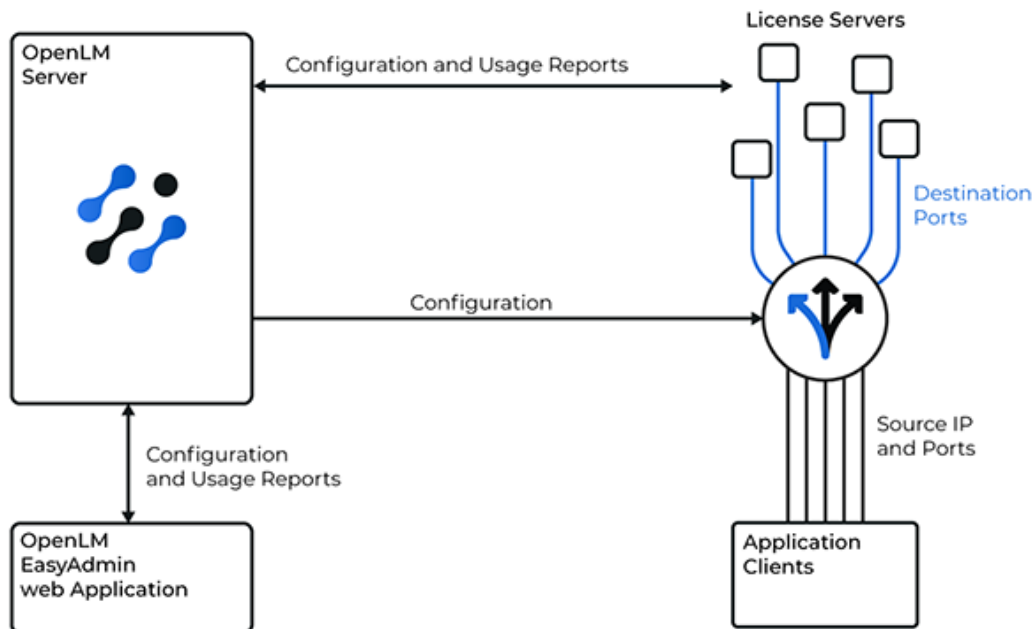 OpenLM
Server
Configuration and Usage Reports
License Servers
Destination
Ports
Configuration
Source IP
and Ports
Configuration
and Usage Reports
OpenLM
EasyAdmin
web Application
Application
Clients